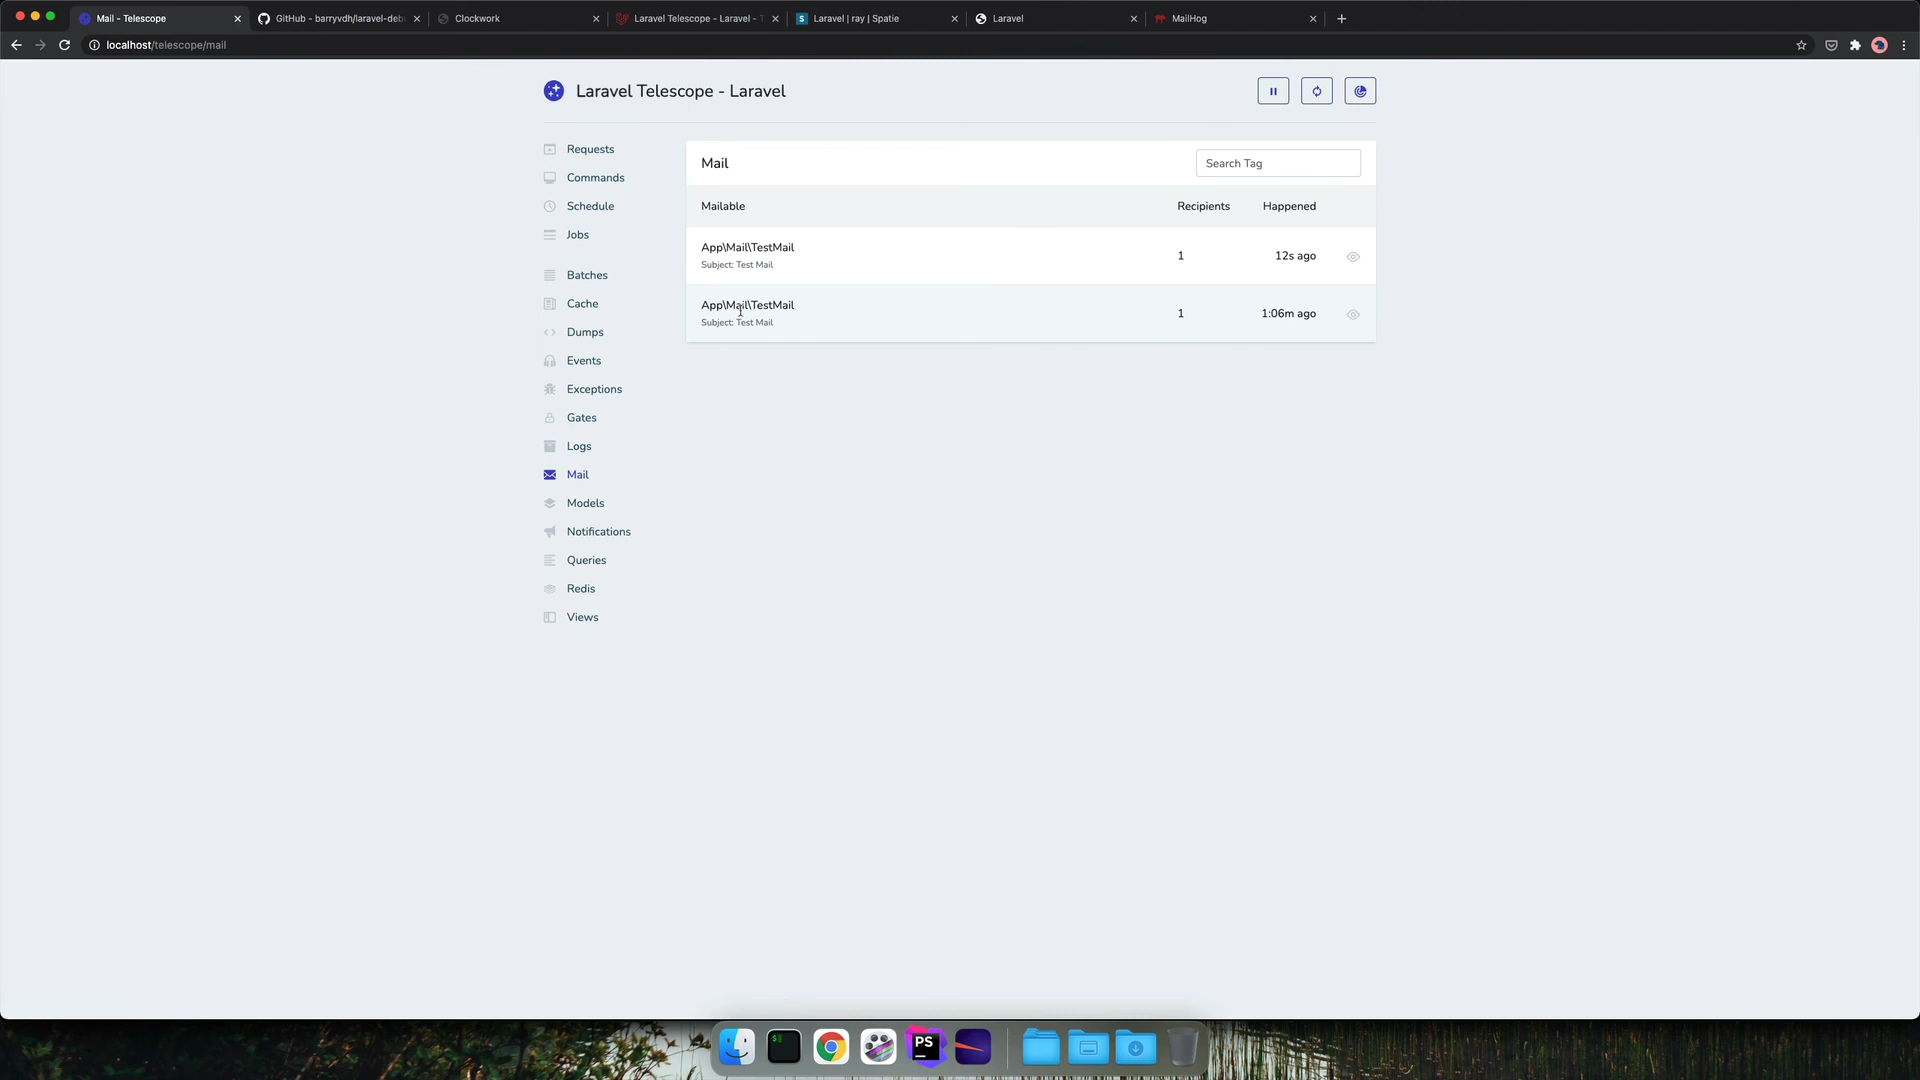 Mail - Telescope
GitHub - barryvdh/laravel-deb
Clockwork
Laravel Telescope - Laravel - T
Laravel | ray | Spatie
Laravel
MailHog
localhost/telescope/mail
Laravel Telescope - Laravel
Requests
Commands
Schedule
Jobs
Batches
Cache
Dumps
Events
Exceptions
Gates
Logs
Mail
Models
Notifications
Queries
Redis
Views
Mail
Search Tag
Mailable
Recipients
Happened
App\Mail\TestMail
Subject: Test Mail
1
12s ago
App\Mail\TestMail
Subject: Test Mail
1
1:06m ago
$
PS